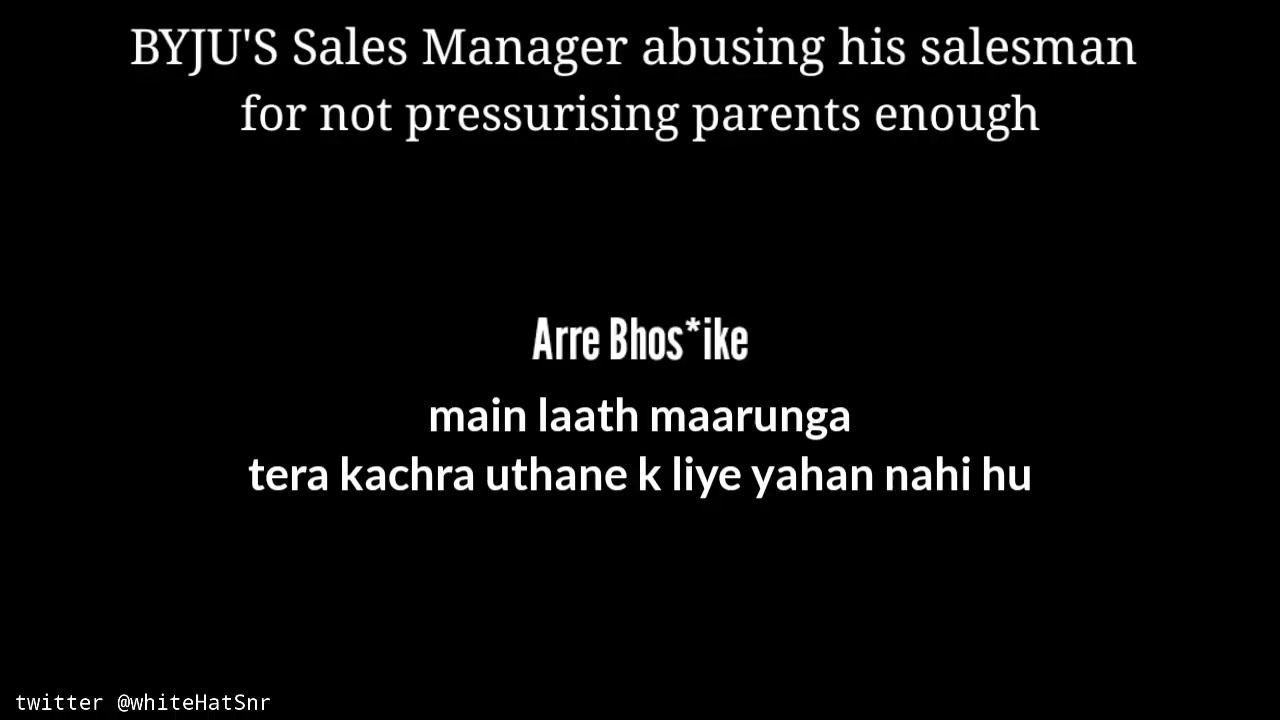 BYJU'S Sales Manager abusing his salesman
for not pressurising parents enough
Arre Bhos*ike
main laath maarunga
tera kachra uthane k liye yahan nahi hu
twitter @whiteHatSnr